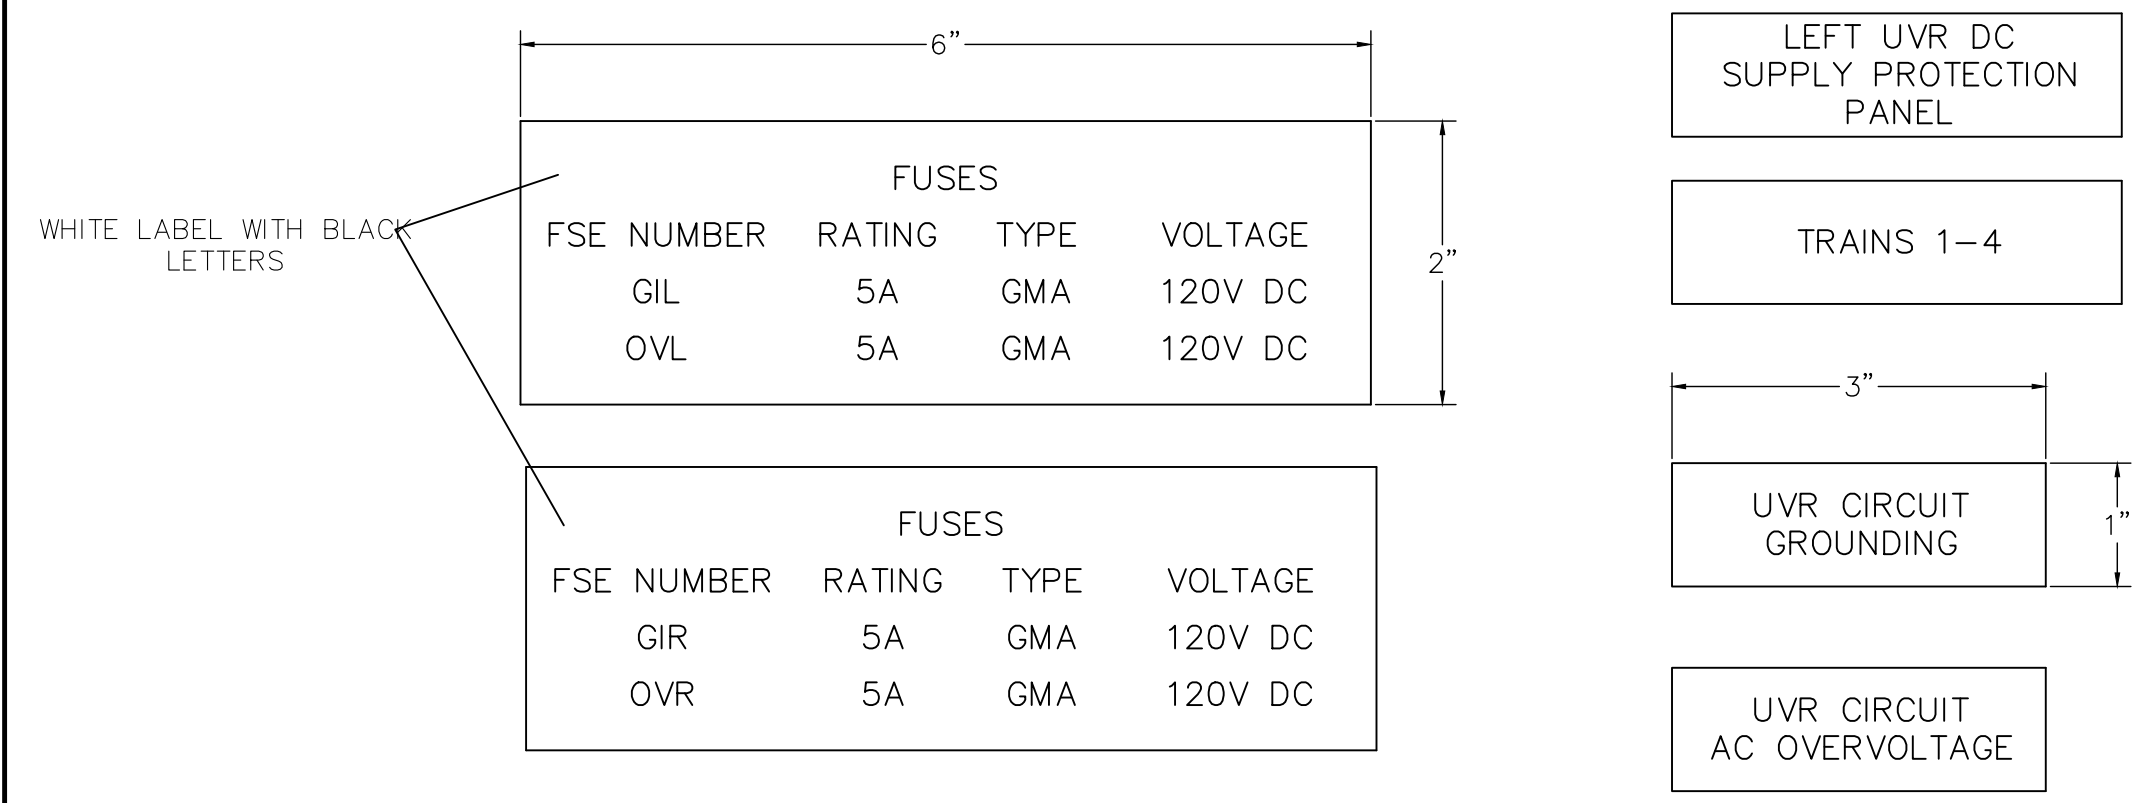 6”
WHITE LABEL WITH BLACK
LETTERS
FUSES
FSE NUMBER RATING TYPE VOLTAGE
GIL 5A GMA 120V DC
OVL 5A GMA 120V DC
2”
FUSES
FSE NUMBER RATING TYPE VOLTAGE
GIR 5A GMA 120V DC
OVR 5A GMA 120V DC
LEFT UVR DC
SUPPLY PROTECTION
PANEL
TRAINS 1-4
3”
UVR CIRCUIT
GROUNDING
1”
UVR CIRCUIT
AC OVERVOLTAGE